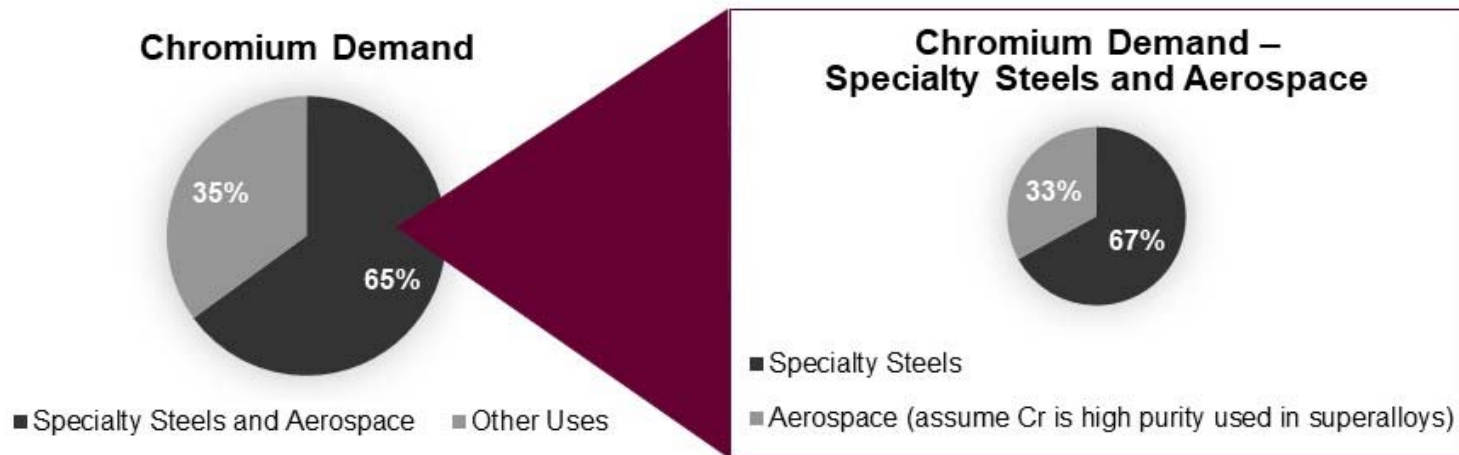 Chromium Demand
35%
65%
■ Specialty Steels and Aerospace ■ Other Uses
Chromium Demand –
Specialty Steels and Aerospace
33%
67%
■ Specialty Steels
■ Aerospace (assume Cr is high purity used in superalloys)